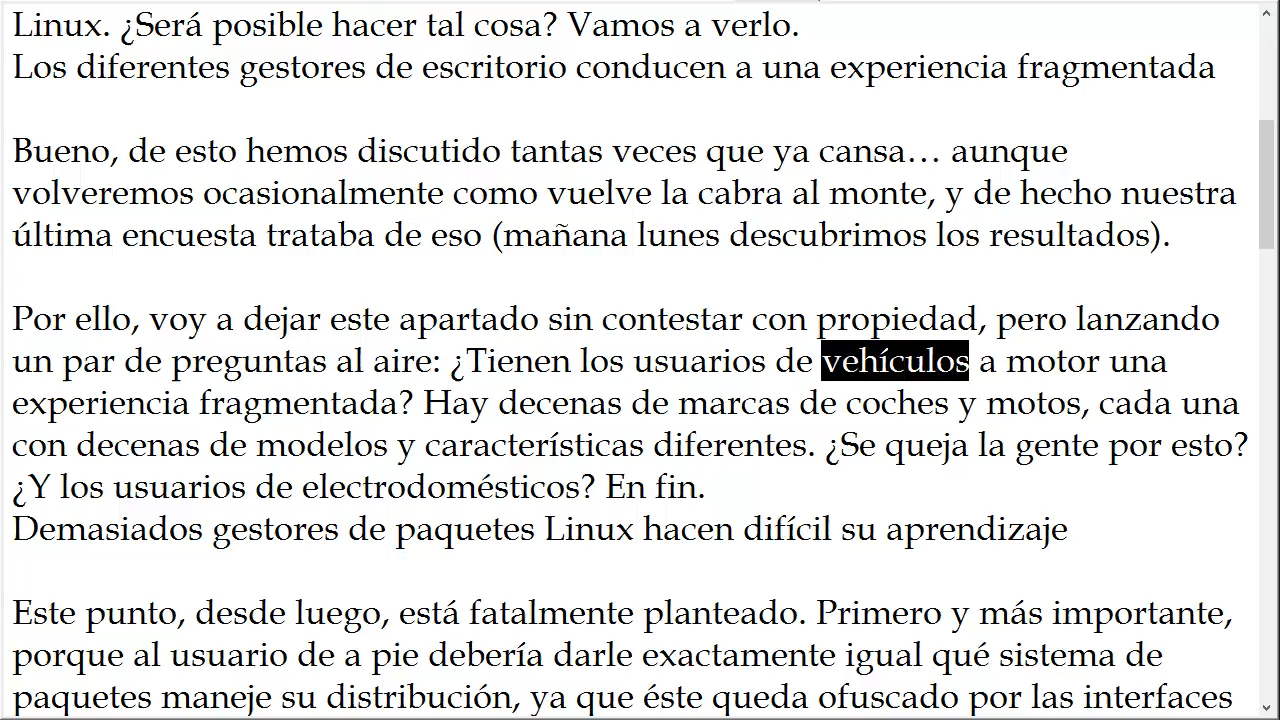 Linux. ¿Será posible hacer tal cosa? Vamos a verlo.
Los diferentes gestores de escritorio conducen a una experiencia fragmentada
Bueno, de esto hemos discutido tantas veces que ya cansa… aunque
volveremos ocasionalmente como vuelve la cabra al monte, y de hecho nuestra
última encuesta trataba de eso (mañana lunes descubrimos los resultados).
Por ello, voy a dejar este apartado sin contestar con propiedad, pero lanzando
un par de preguntas al aire: ¿Tienen los usuarios de vehículos a motor una
experiencia fragmentada? Hay decenas de marcas de coches y motos, cada una
con decenas de modelos y características diferentes. ¿Se queja la gente por esto?
¿Y los usuarios de electrodomésticos? En fin.
Demasiados gestores de paquetes Linux hacen difícil su aprendizaje
Este punto, desde luego, está fatalmente planteado. Primero y más importante,
porque al usuario de a pie debería darle exactamente igual qué sistema de
paquetes maneje su distribución, ya que éste queda ofuscado por las interfaces